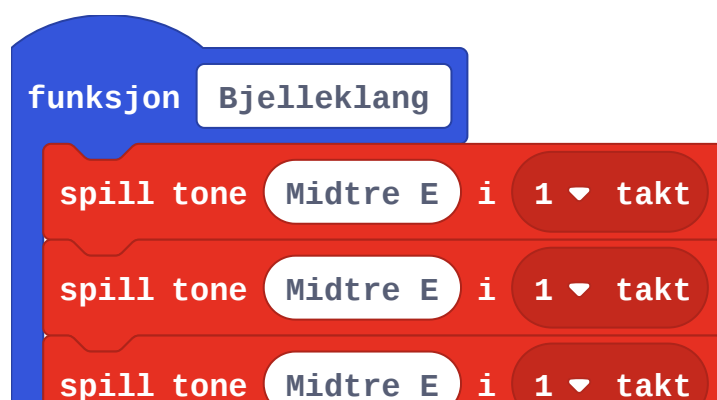 funksjon Bjelleklang
spill tone Midtre E i 1 takt
spill tone Midtre E i 1 takt
spill tone Midtre E i 1 takt